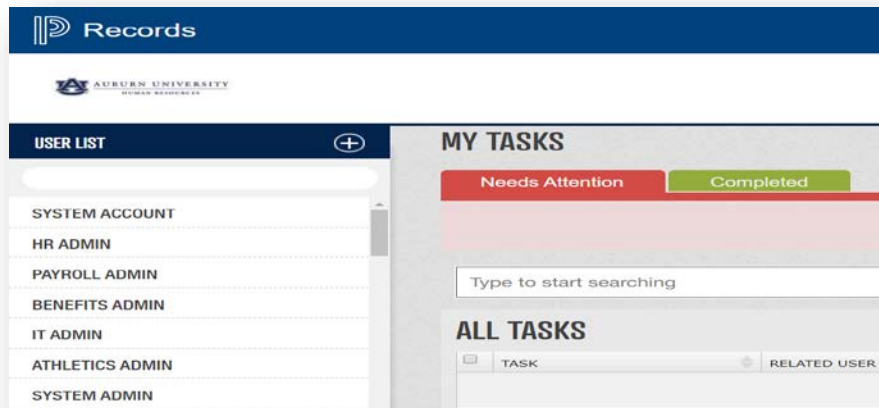 Records
AUBURN UNIVERSITY
HUMAN RESOURCES
USER LIST
SYSTEM ACCOUNT
HR ADMIN
PAYROLL ADMIN
BENEFITS ADMIN
IT ADMIN
ATHLETICS ADMIN
SYSTEM ADMIN
MY TASKS
Needs Attention
Completed
Type to start searching
ALL TASKS
TASK
RELATED USER